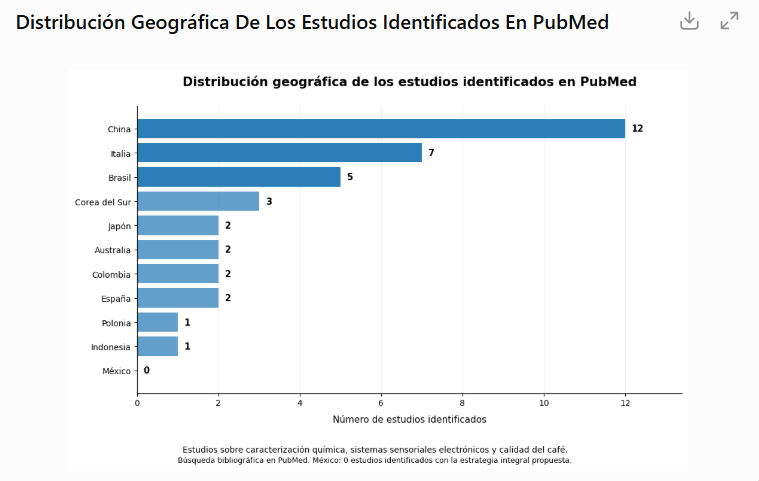 Distribución Geográfica De Los Estudios Identificados En PubMed
Distribución geográfica de los estudios identificados en PubMed
China 12
Italia 7
Brasil 5
Corea del Sur 3
Japón 2
Australia 2
Colombia 2
España 2
Polonia 1
Indonesia 1
México 0
0 2 4 6 8 10 12
Número de estudios identificados
Estudios sobre caracterización química, sistemas sensoriales electrónicos y calidad del café.
Búsqueda bibliográfica en PubMed. México: 0 estudios identificados con la estrategia integral propuesta.